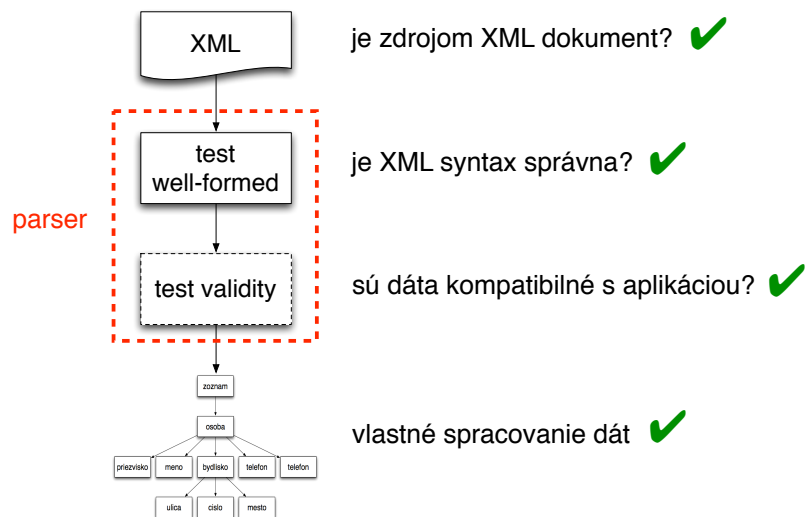 XML
je zdrojom XML dokument?
test
well-formed
je XML syntax správna?
parser
test validity
sú dáta kompatibilné s aplikáciou?
zoznam
osoba
vlastné spracovanie dát
priezvisko meno bydlisko telefon telefon
ulica cislo mesto